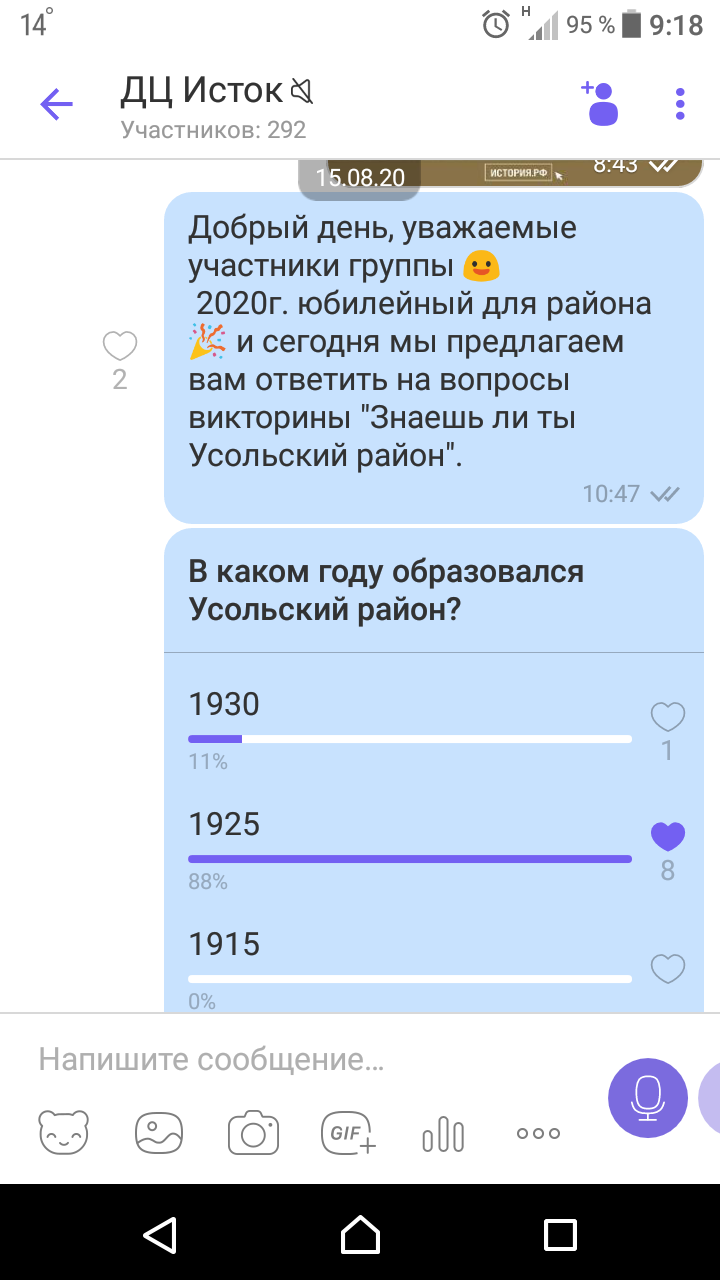 14°
H
95 %
9:18
ДЦ Исток
Участников: 292
15.08.20
ИСТОРИЯ.РФ
8:43
Добрый день, уважаемые
участники группы
2020г. юбилейный для района
и сегодня мы предлагаем
вам ответить на вопросы
викторины "Знаешь ли ты
Усольский район".
2
10:47
В каком году образовался
Усольский район?
1930
1
11%
1925
8
88%
1915
0%
Напишите сообщение...
GIF